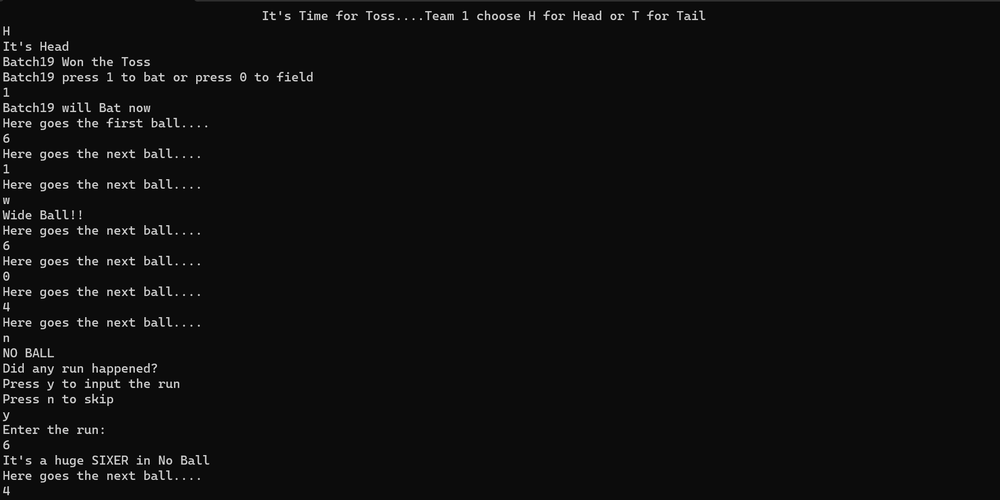 It's Time for Toss....Team 1 choose H for Head or T for Tail
H
It's Head
Batch19 Won the Toss
Batch19 press 1 to bat or press 0 to field
1
Batch19 will Bat now
Here goes the first ball....
6
Here goes the next ball....
1
Here goes the next ball....
w
Wide Ball!!
Here goes the next ball....
6
Here goes the next ball....
0
Here goes the next ball....
4
Here goes the next ball....
n
NO BALL
Did any run happened?
Press y to input the run
Press n to skip
y
Enter the run:
6
It's a huge SIXER in No Ball
Here goes the next ball....
4